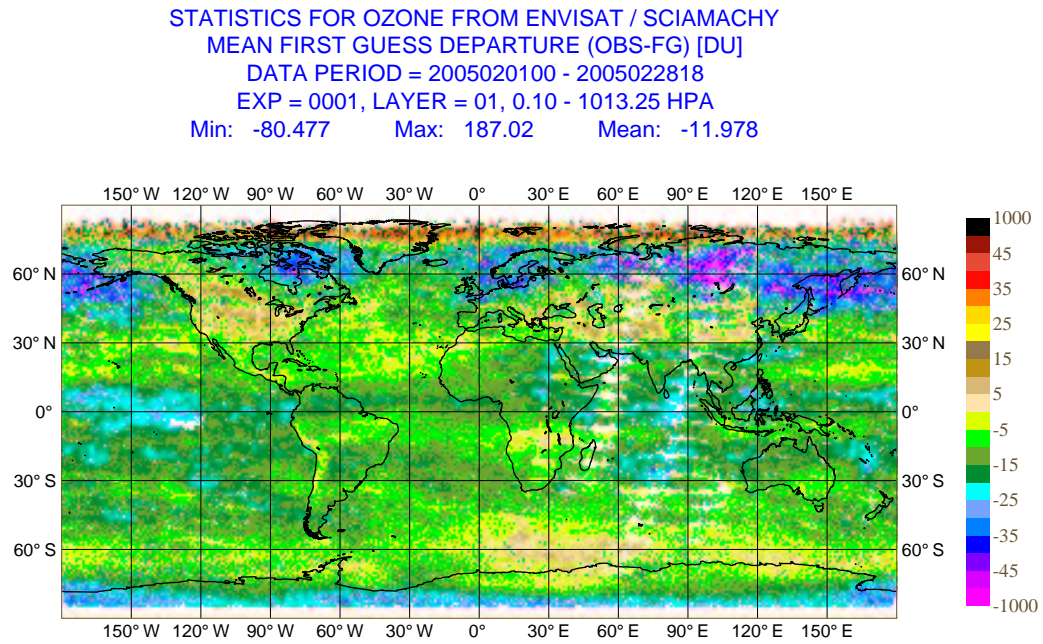 STATISTICS FOR OZONE FROM ENVISAT / SCIAMACHY
MEAN FIRST GUESS DEPARTURE (OBS-FG) [DU]
DATA PERIOD = 2005020100 - 2005022818
EXP = 0001, LAYER = 01, 0.10 - 1013.25 HPA
Min: -80.477 Max: 187.02 Mean: -11.978
150° W 120° W 90° W 60° W 30° W 0° 30° E 60° E 90° E 120° E 150° E
60° N 60° N
30° N 30° N
0° 0°
30° S 30° S
60° S 60° S
150° W 120° W 90° W 60° W 30° W 0° 30° E 60° E 90° E 120° E 150° E
1000
45
35
25
15
5
-5
-15
-25
-35
-45
-1000